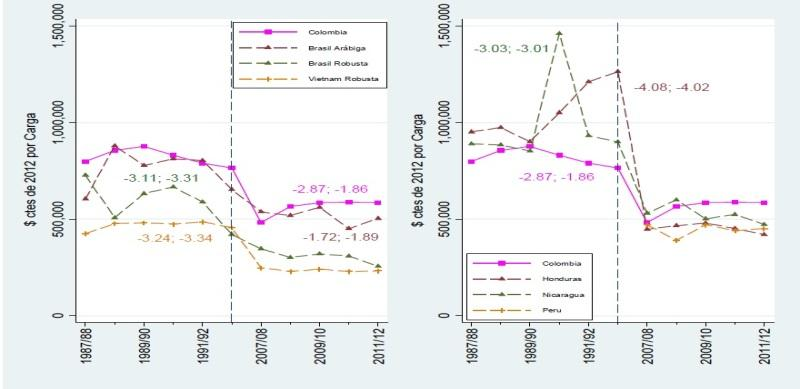 1,500,000
Colombia
Brasil Arábiga
Brasil Robusta
Vietnam Robusta
1,000,000
$ ctes de 2012 por Carga
-3.11; -3.31
-2.87; -1.86
500,000
-3.24; -3.34
-1.72; -1.89
0
1987/88
1989/90
1991/92
2007/08
2009/10
2011/12
1,500,000
-3.03; -3.01
-4.08; -4.02
1,000,000
$ ctes de 2012 por Carga
-2.87; -1.86
500,000
Colombia
Honduras
Nicaragua
Peru
0
1987/88
1989/90
1991/92
2007/08
2009/10
2011/12